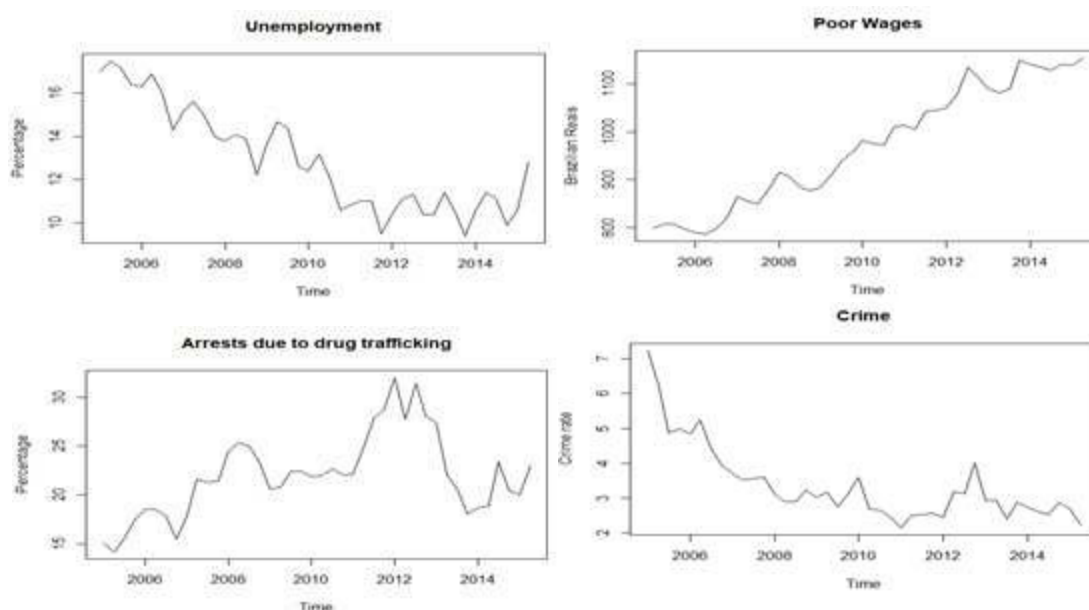 Unemployment
Percentage
16
14
12
10
2006 2008 2010 2012 2014
Time
Poor Wages
Brazilian Reais
1100
1000
900
800
2006 2008 2010 2012 2014
Time
Arrests due to drug trafficking
Percentage
30
25
20
15
2006 2008 2010 2012 2014
Time
Crime
Crime rate
7
6
5
4
3
2
2006 2008 2010 2012 2014
Time